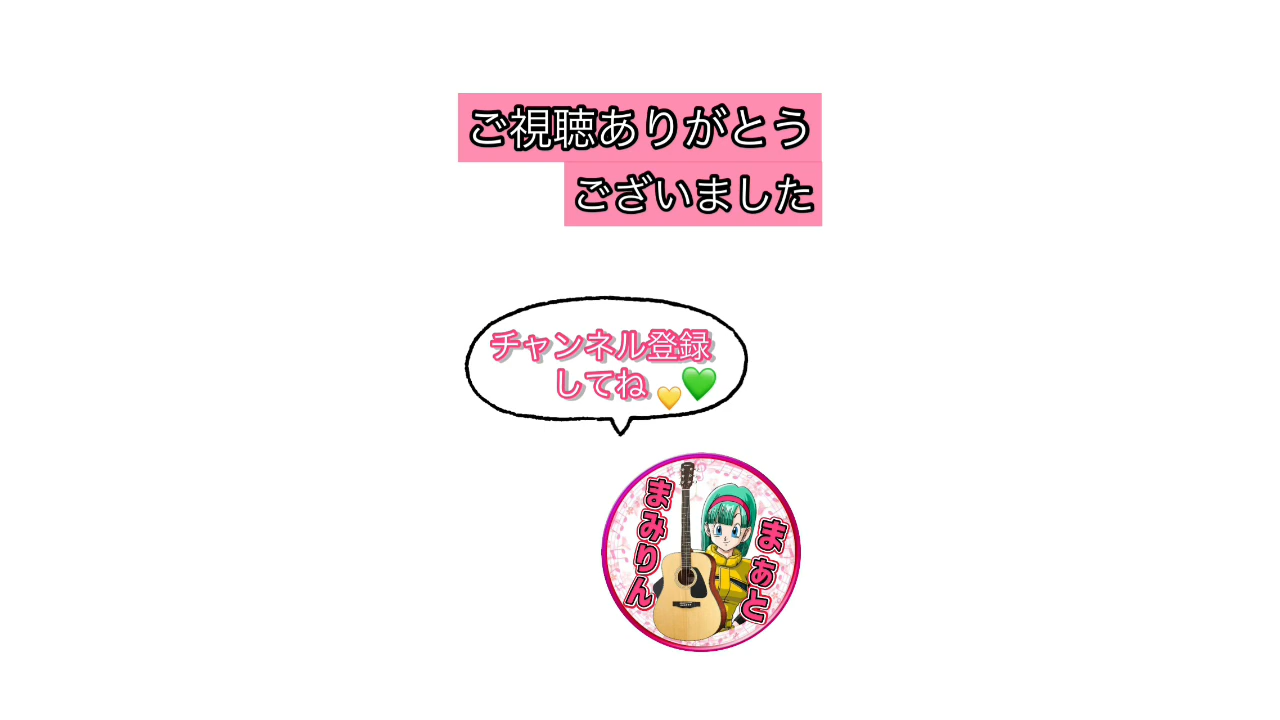 ご視聴ありがとう
ございました
チャンネル登録
してね💛💚
まみりん
まぁと